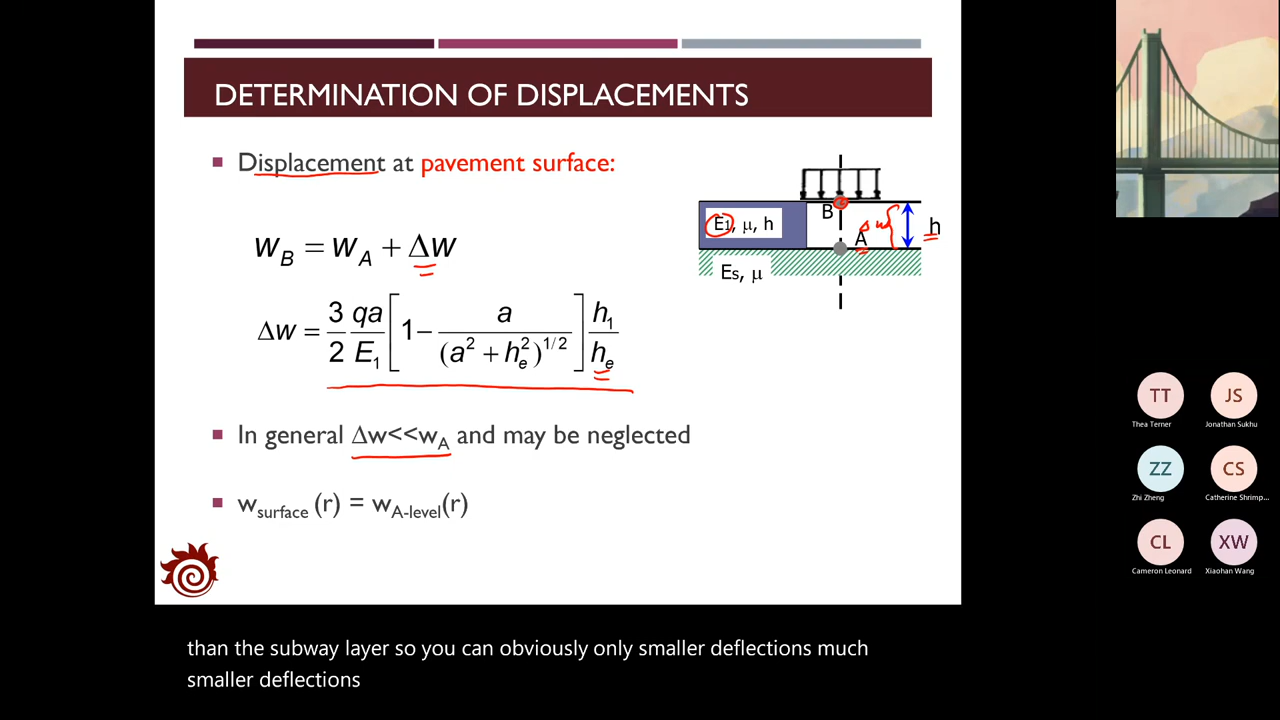 DETERMINATION OF DISPLACEMENTS
Displacement at pavement surface:
w_B = w_A + Δw
Δw = 3/2 qa/E_1 [1 − a/(a^2 + h_e^2)^1/2] h_1/h_e
In general Δw<<w_A and may be neglected
w_surface (r) = w_A-level(r)
B
E1, μ, h
Δw
h
A
Es, μ
TT
JS
Thea Terner
Jonathan Sukhu
ZZ
CS
Zhi Zheng
Catherine Shrimp...
CL
XW
Cameron Leonard
Xiaohan Wang
than the subway layer so you can obviously only smaller deflections much
smaller deflections